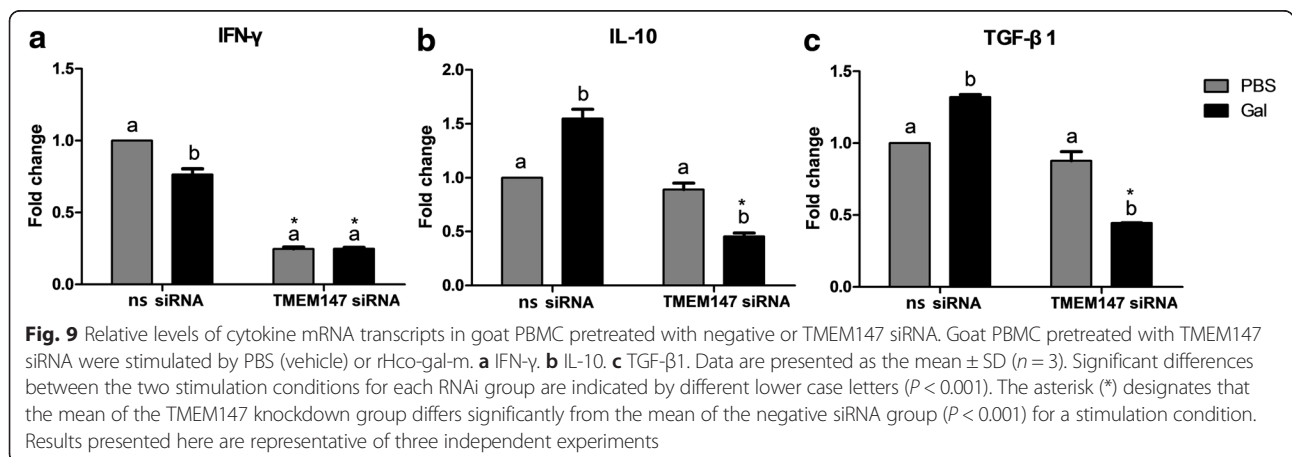 a IFN-γ
b IL-10
c TGF-β 1
PBS
Gal
Fold change
1.5
1.0
0.5
0.0
a
b
*
a
*
a
ns siRNA
TMEM147 siRNA
Fold change
2.0
1.5
1.0
0.5
0.0
a
b
a
*
b
ns siRNA
TMEM147 siRNA
Fold change
1.5
1.0
0.5
0.0
a
b
a
*
b
ns siRNA
TMEM147 siRNA
Fig. 9 Relative levels of cytokine mRNA transcripts in goat PBMC pretreated with negative or TMEM147 siRNA. Goat PBMC pretreated with TMEM147
siRNA were stimulated by PBS (vehicle) or rHco-gal-m. a IFN-γ. b IL-10. c TGF-β1. Data are presented as the mean ± SD (n = 3). Significant differences
between the two stimulation conditions for each RNAi group are indicated by different lower case letters (P < 0.001). The asterisk (*) designates that
the mean of the TMEM147 knockdown group differs significantly from the mean of the negative siRNA group (P < 0.001) for a stimulation condition.
Results presented here are representative of three independent experiments